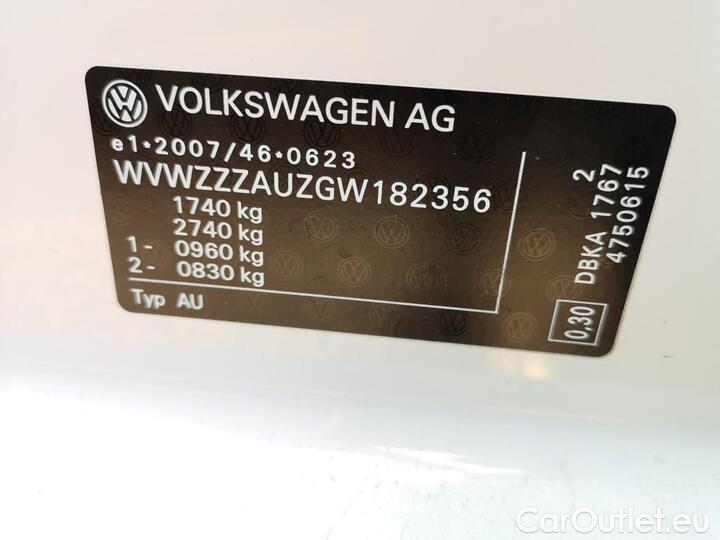 VOLKSWAGEN AG
e1*2007/46*0623
WVWZZZAUZGW182356
1740 kg
2740 kg
1- 0960 kg
2- 0830 kg
Typ AU
2
DBKA 1767
4750615
0.30
CarOutlet.eu